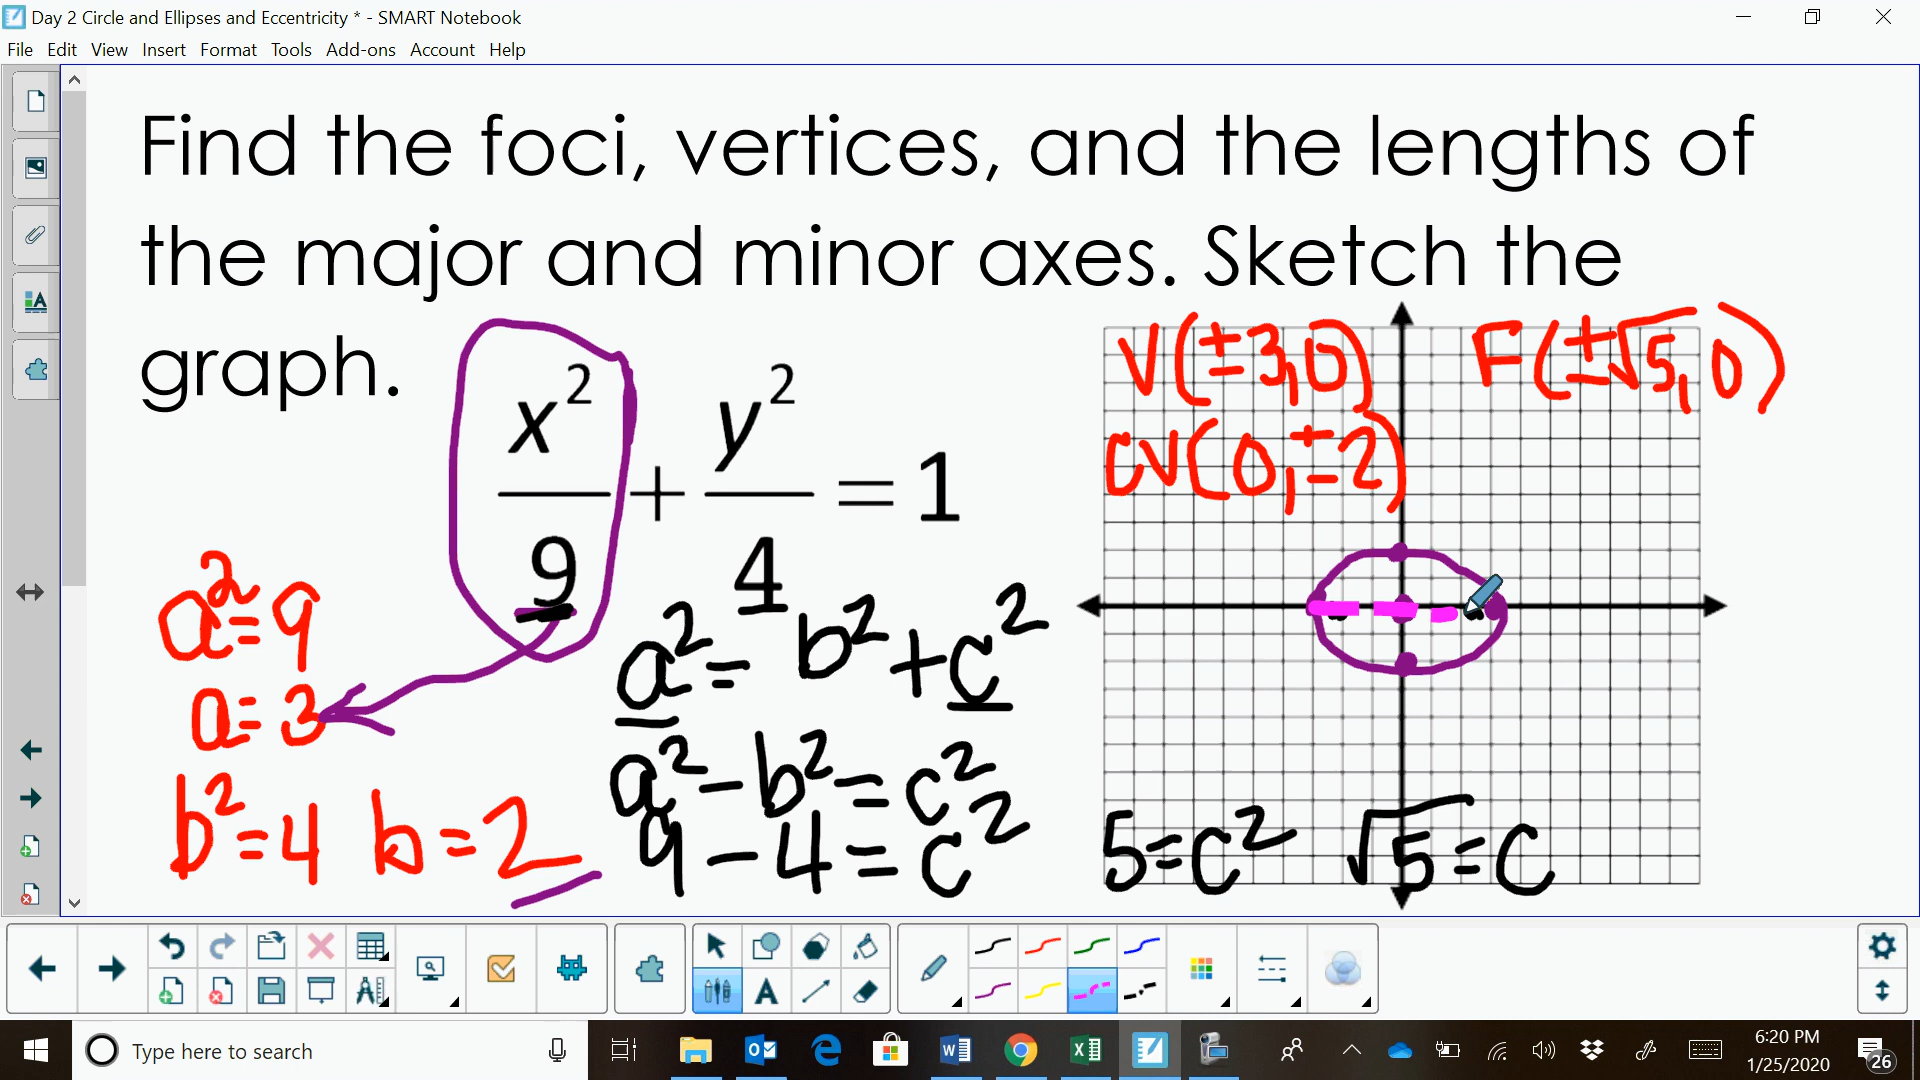 Day 2 Circle and Ellipses and Eccentricity * - SMART Notebook
File Edit View Insert Format Tools Add-ons Account Help
Find the foci, vertices, and the lengths of
the major and minor axes. Sketch the
graph.
x²/9 + y²/4 = 1
V(±3,0)
F(±√5,0)
CV(0,±2)
a²=9
a=3
b²=4 b=2
a²= b²+c²
a²-b²=c²
9-4=c²
5=c² √5=c
Type here to search
6:20 PM
1/25/2020
26